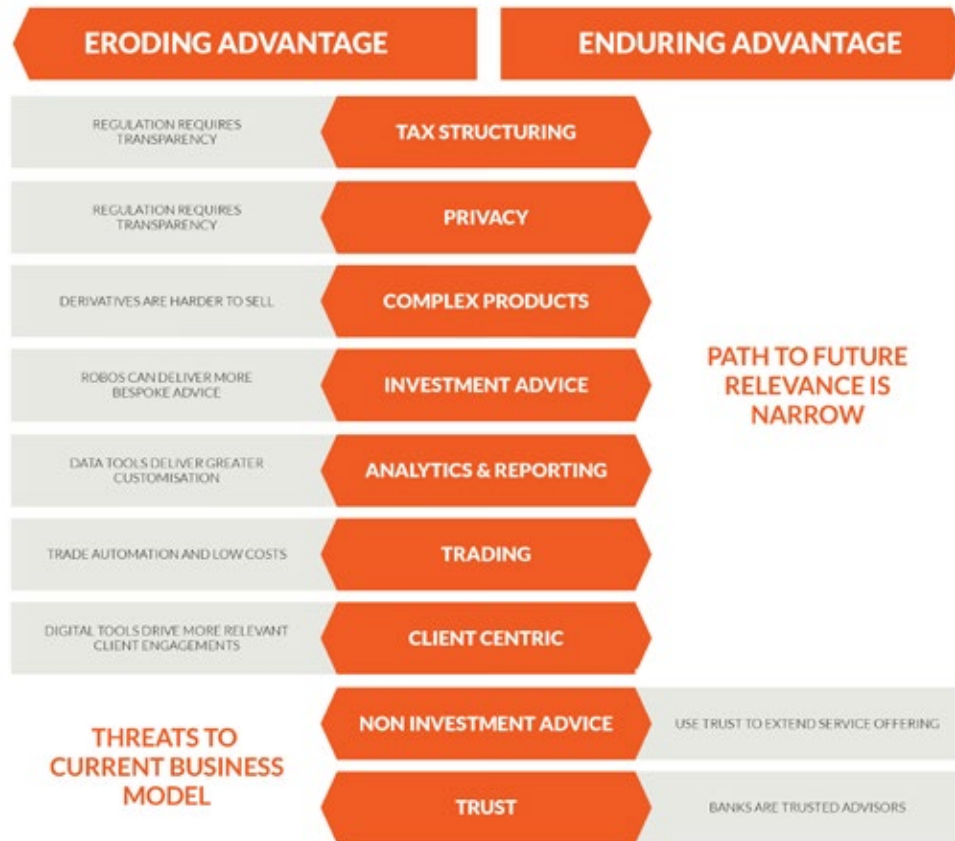 ERODING ADVANTAGE
ENDURING ADVANTAGE
REGULATION REQUIRES
TRANSPARENCY
TAX STRUCTURING
REGULATION REQUIRES
TRANSPARENCY
PRIVACY
DERIVATIVES ARE HARDER TO SELL
COMPLEX PRODUCTS
ROBOS CAN DELIVER MORE
BESPOKE ADVICE
INVESTMENT ADVICE
DATA TOOLS DELIVER GREATER
CUSTOMISATION
ANALYTICS & REPORTING
TRADE AUTOMATION AND LOW COSTS
TRADING
DIGITAL TOOLS DRIVE MORE RELEVANT
CLIENT ENGAGEMENTS
CLIENT CENTRIC
PATH TO FUTURE
RELEVANCE IS
NARROW
THREATS TO
CURRENT BUSINESS
MODEL
NON INVESTMENT ADVICE
USE TRUST TO EXTEND SERVICE OFFERING
TRUST
BANKS ARE TRUSTED ADVISORS